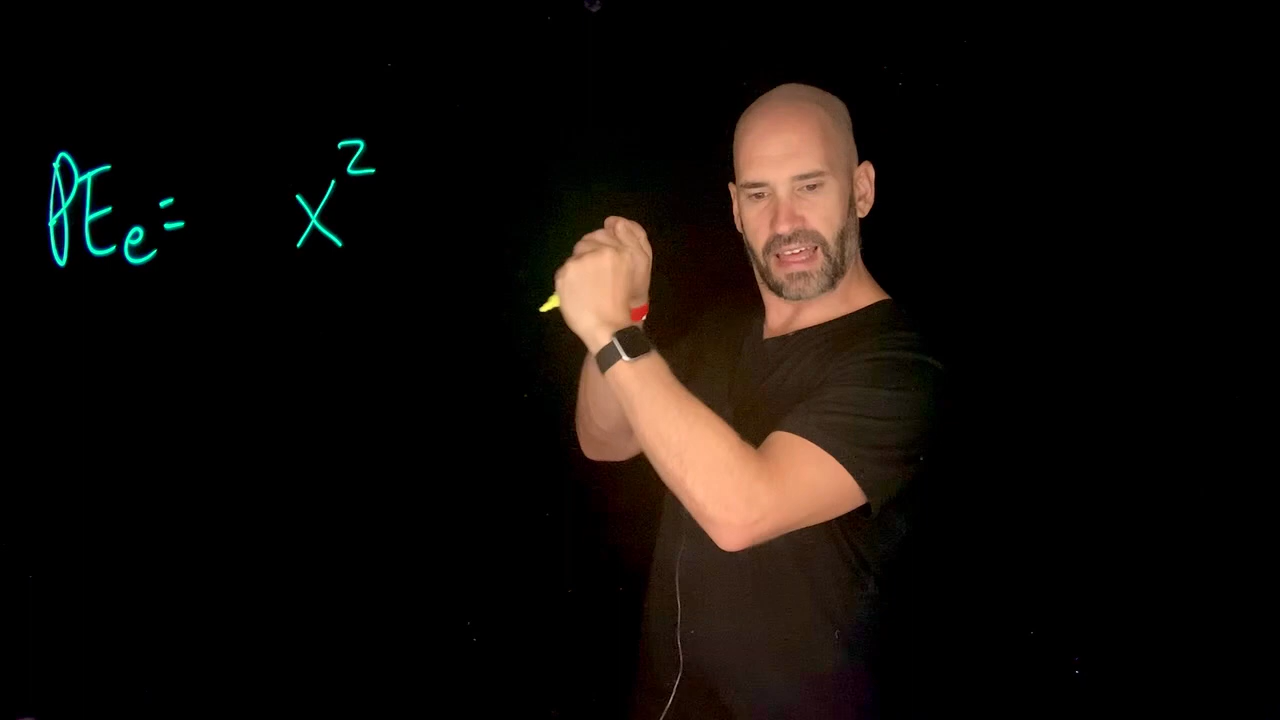 PEe = x²